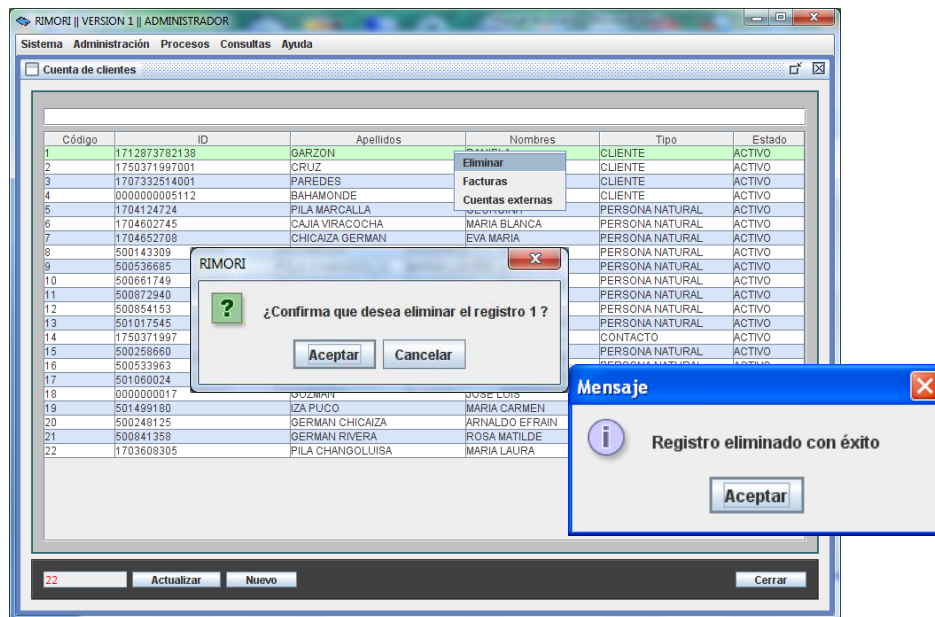 RIMORI || VERSION 1 || ADMINISTRADOR
Sistema Administración Procesos Consultas Ayuda
Cuenta de clientes
Código ID Apellidos Nombres Tipo Estado
1 1712873782138 GARZON CLIENTE ACTIVO
2 1750371997001 CRUZ CLIENTE ACTIVO
3 1707332514001 PAREDES CLIENTE ACTIVO
4 0000000005112 BAHAMONDE CLIENTE ACTIVO
5 1704124724 PILA MARCALLA PERSONA NATURAL ACTIVO
6 1704602745 CAJIA VIRACOCHA MARIA BLANCA PERSONA NATURAL ACTIVO
7 1704652708 CHICAIZA GERMAN EVA MARIA PERSONA NATURAL ACTIVO
8 500143309 PERSONA NATURAL ACTIVO
9 500536685 PERSONA NATURAL ACTIVO
10 500661749 PERSONA NATURAL ACTIVO
11 500872940 PERSONA NATURAL ACTIVO
12 500854153 PERSONA NATURAL ACTIVO
13 501017545 PERSONA NATURAL ACTIVO
14 1750371997 CONTACTO ACTIVO
15 500258660 PERSONA NATURAL ACTIVO
16 500533963 PERSONA NATURAL ACTIVO
17 501060024
18 0000000017 GUZMAN JOSE LUIS
19 501499180 IZA PUCO MARIA CARMEN
20 500248125 GERMAN CHICAIZA ARNALDO EFRAIN
21 500841358 GERMAN RIVERA ROSA MATILDE
22 1703608305 PILA CHANGOLUISA MARIA LAURA
Eliminar
Facturas
Cuentas externas
RIMORI
¿Confirma que desea eliminar el registro 1 ?
Aceptar Cancelar
Mensaje
Registro eliminado con éxito
Aceptar
22 Actualizar Nuevo Cerrar